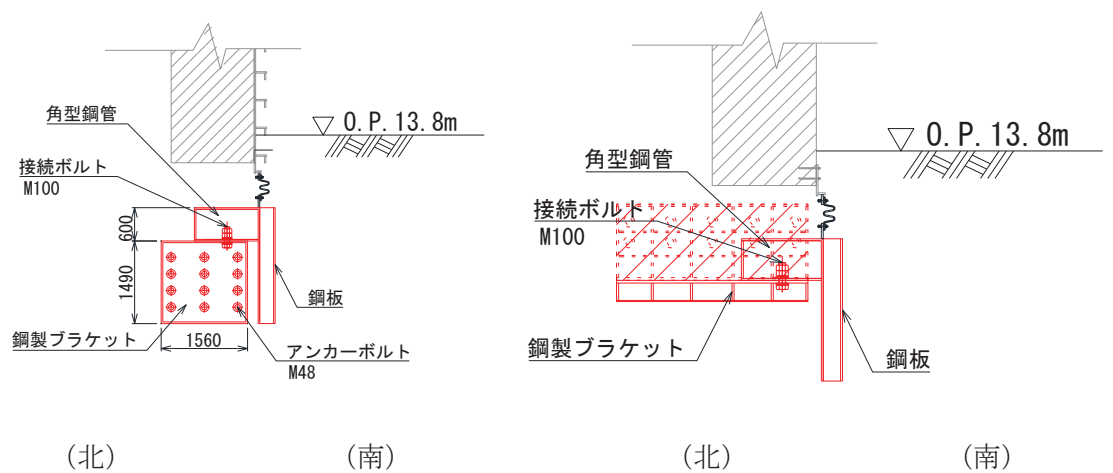 角型鋼管
O.P.13.8m
接続ボルト
M100
600
1490
鋼板
鋼製ブラケット
1560
アンカーボルト
M48
(北)
(南)
O.P.13.8m
角型鋼管
接続ボルト
M100
鋼製ブラケット
鋼板
(北)
(南)